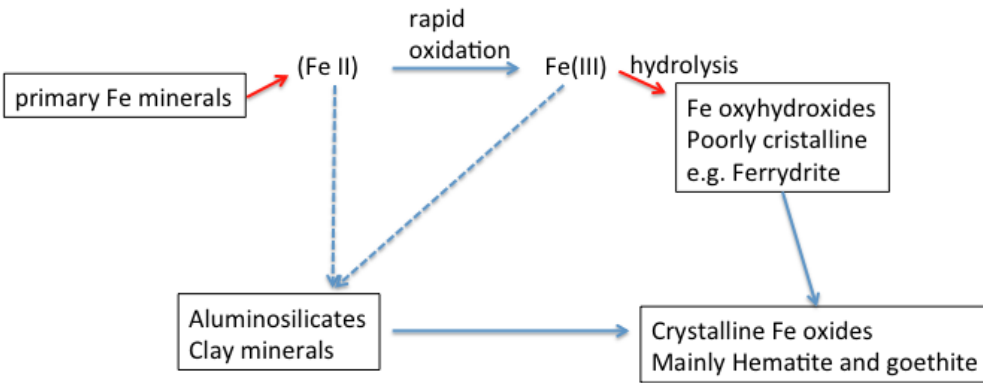 rapid
oxidation
(Fe II)
Fe(III)
hydrolysis
primary Fe minerals
Fe oxyhydroxides
Poorly cristalline
e.g. Ferrydrite
Aluminosilicates
Clay minerals
Crystalline Fe oxides
Mainly Hematite and goethite